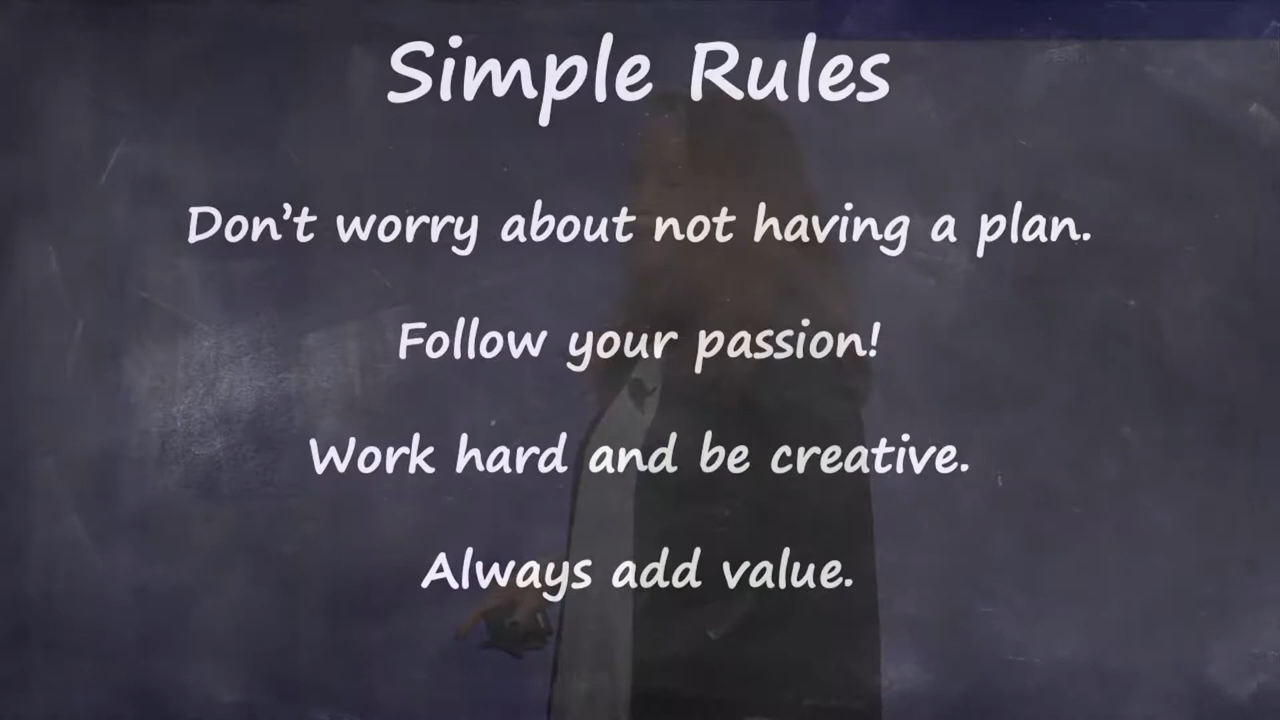 Simple Rules
Don’t worry about not having a plan.
Follow your passion!
Work hard and be creative.
Always add value.